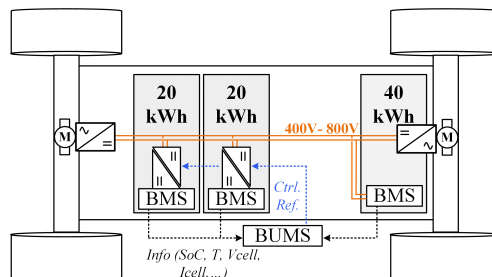 20
kWh
20
kWh
40
kWh
400V- 800V
M
M
BMS
BMS
BMS
Ctrl.
Ref.
BUMS
Info (SoC, T, Vcell,
Icell,...)